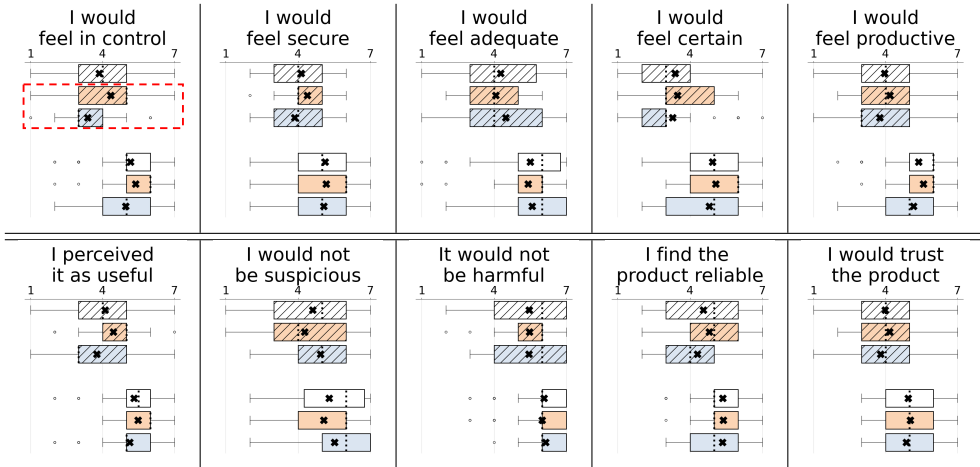 I would
feel in control
1 4 7
I would
feel secure
1 4 7
I would
feel adequate
1 4 7
I would
feel certain
1 4 7
I would
feel productive
1 4 7
I perceived
it as useful
1 4 7
I would not
be suspicious
1 4 7
It would not
be harmful
1 4 7
I find the
product reliable
1 4 7
I would trust
the product
1 4 7